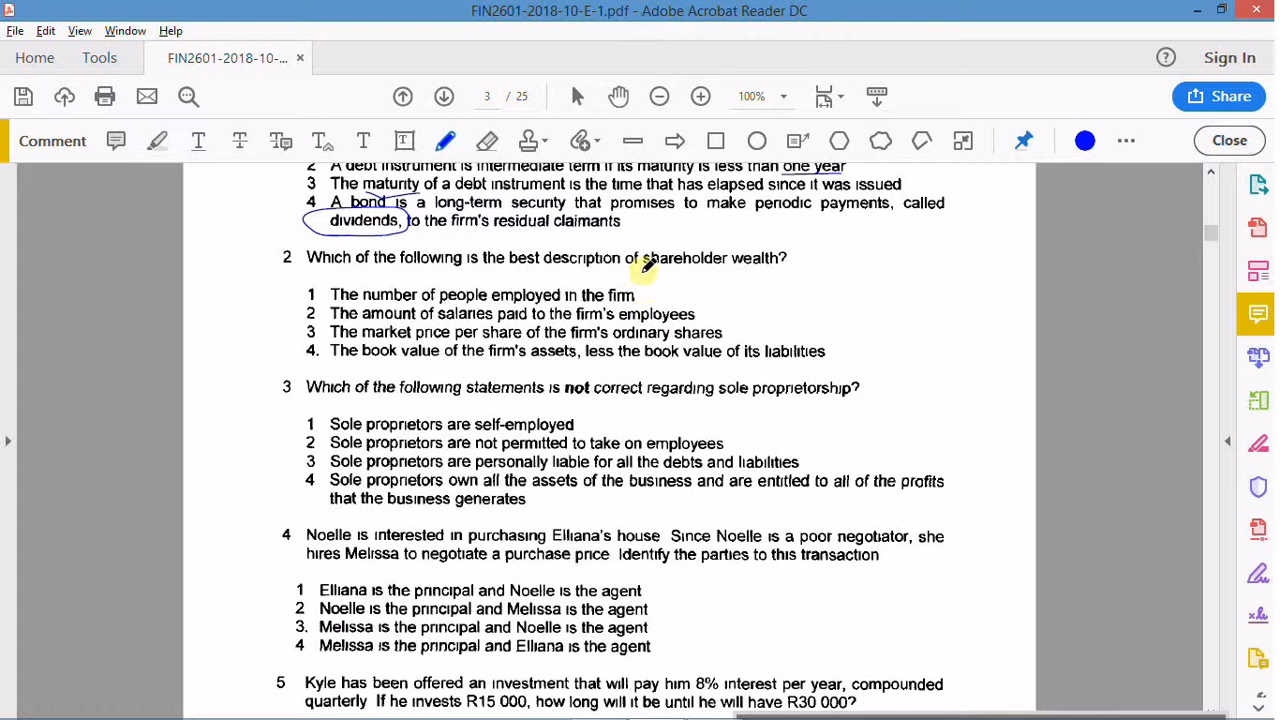 FIN2601-2018-10-E-1.pdf - Adobe Acrobat Reader DC
File Edit View Window Help
Home Tools FIN2601-2018-10-... × Sign In
3 / 25 100% Share
Comment Close
2 A debt instrument is intermediate term if its maturity is less than one year
3 The maturity of a debt instrument is the time that has elapsed since it was issued
4 A bond is a long-term security that promises to make periodic payments, called
dividends, to the firm's residual claimants
2 Which of the following is the best description of shareholder wealth?
1 The number of people employed in the firm
2 The amount of salaries paid to the firm's employees
3 The market price per share of the firm's ordinary shares
4. The book value of the firm's assets, less the book value of its liabilities
3 Which of the following statements is not correct regarding sole proprietorship?
1 Sole proprietors are self-employed
2 Sole proprietors are not permitted to take on employees
3 Sole proprietors are personally liable for all the debts and liabilities
4 Sole proprietors own all the assets of the business and are entitled to all of the profits
that the business generates
4 Noelle is interested in purchasing Elliana's house Since Noelle is a poor negotiator, she
hires Melissa to negotiate a purchase price Identify the parties to this transaction
1 Elliana is the principal and Noelle is the agent
2 Noelle is the principal and Melissa is the agent
3. Melissa is the principal and Noelle is the agent
4 Melissa is the principal and Elliana is the agent
5 Kyle has been offered an investment that will pay him 8% interest per year, compounded
quarterly If he invests R15 000, how long will it be until he will have R30 000?